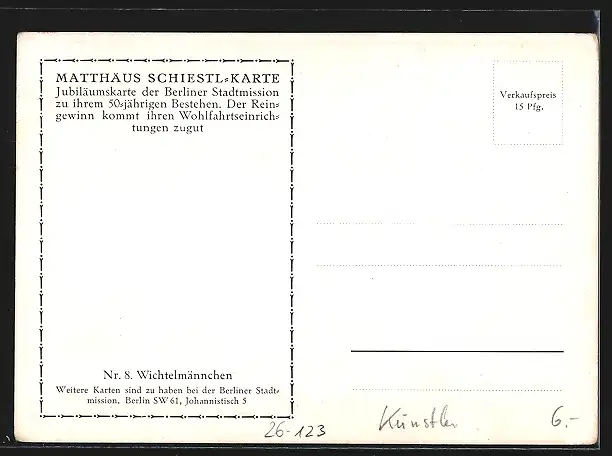 MATTHÄUS SCHIESTL-KARTE
Jubiläumskarte der Berliner Stadtmission
zu ihrem 50-jährigen Bestehen. Der Rein-
gewinn kommt ihren Wohlfahrtseinrich-
tungen zugut
Verkaufspreis
15 Pfg.
Nr. 8. Wichtelmännchen
Weitere Karten sind zu haben bei der Berliner Stadt-
mission, Berlin SW 61, Johannistisch 5
26-123
Künstler
6.-